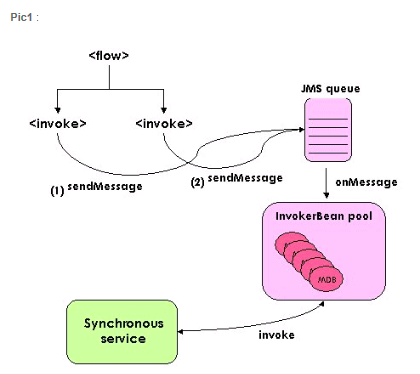 Pic1 :
<flow>
JMS queue
<invoke>
<invoke>
(1) sendMessage
(2) sendMessage
onMessage
InvokerBean pool
MDB
Synchronous
service
invoke